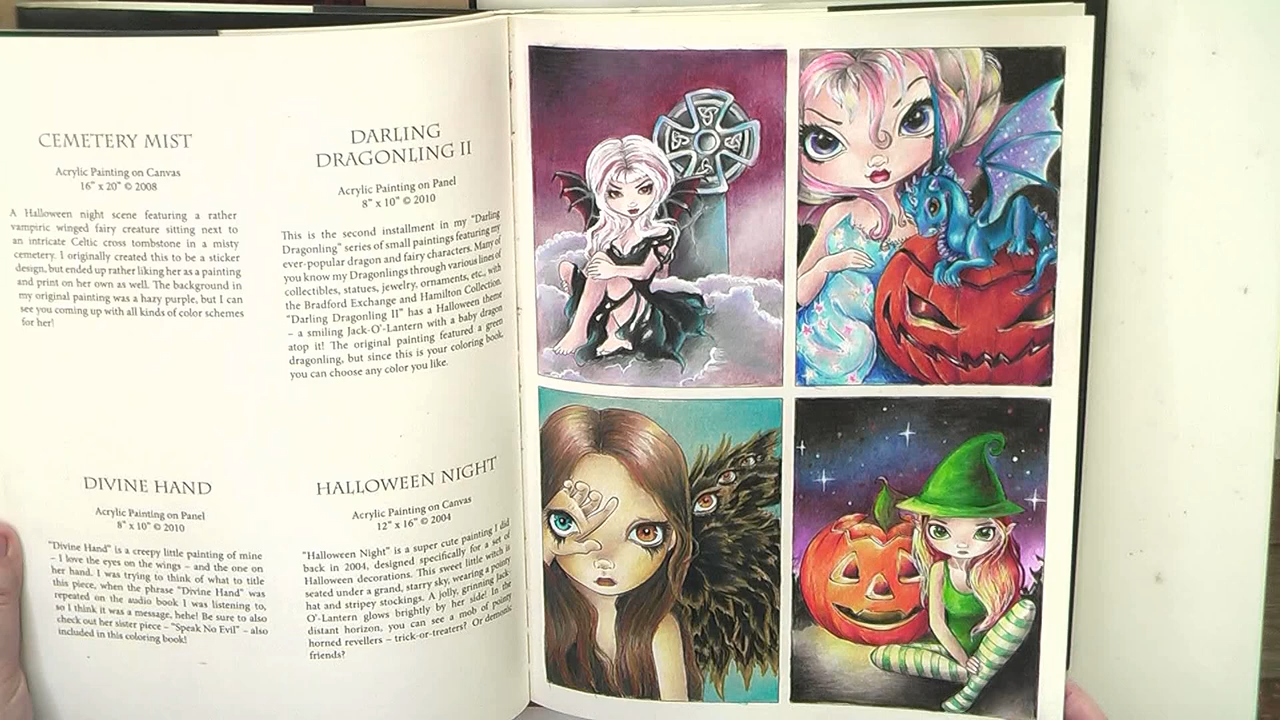 CEMETERY MIST
Acrylic Painting on Canvas
16” x 20” © 2008
A Halloween night scene featuring a rather
vampiric winged fairy creature sitting next to
an intricate Celtic cross tombstone in a misty
cemetery. I originally created this to be a sticker
design, but ended up rather liking her as a painting
and print on her own as well. The background in
my original painting was a hazy purple, but I can
see you coming up with all kinds of color schemes
for her!
DARLING
DRAGONLING II
Acrylic Painting on Panel
8” x 10” © 2010
This is the second installment in my “Darling
Dragonling” series of small paintings featuring my
ever-popular dragon and fairy characters. Many of
you know my Dragonlings through various lines of
collectibles, statues, jewelry, ornaments, etc., with
the Bradford Exchange and Hamilton Collection.
“Darling Dragonling II” has a Halloween theme
– a smiling Jack-O’-Lantern with a baby dragon
atop it! The original painting featured a green
dragonling, but since this is your coloring book,
you can choose any color you like.
DIVINE HAND
Acrylic Painting on Panel
8” x 10” © 2010
“Divine Hand” is a creepy little painting of mine
– I love the eyes on the wings – and the one on
her hand. I was trying to think of what to title
this piece, when the phrase “Divine Hand” was
repeated on the audio book I was listening to,
so I think it was a message, hehe! Be sure to also
check out her sister piece – “Speak No Evil” – also
included in this coloring book!
HALLOWEEN NIGHT
Acrylic Painting on Canvas
12” x 16” © 2004
“Halloween Night” is a super cute painting I did
back in 2004, designed specifically for a set of
Halloween decorations. This sweet little witch is
seated under a grand, starry sky, wearing a pointy
hat and stripey stockings. A jolly, grinning Jack-
O’-Lantern glows brightly by her side! In the
distant horizon, you can see a mob of pointy
horned revellers – trick-or-treaters? Or demonic
friends?